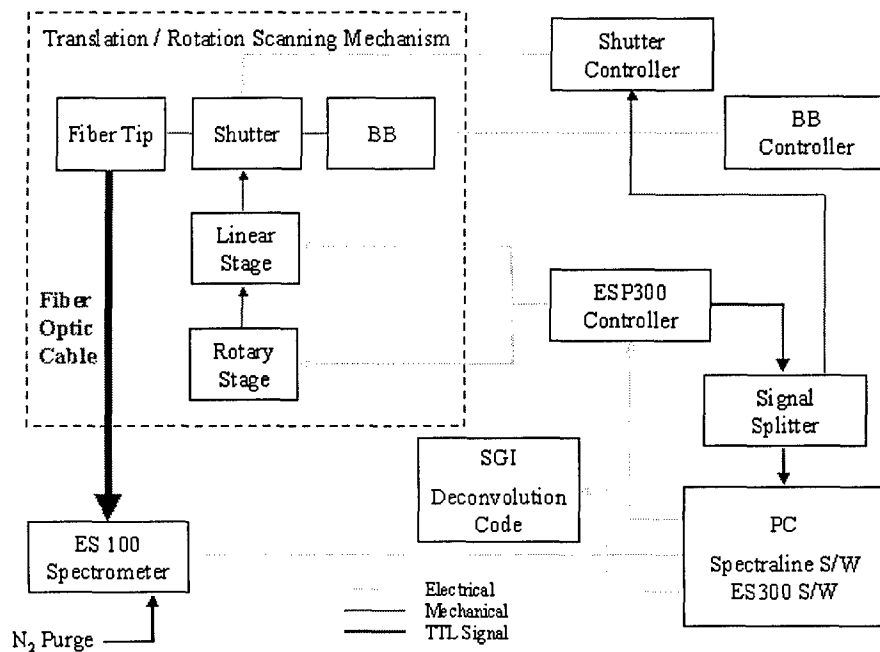 Translation / Rotation Scanning Mechanism
Shutter
Controller
Fiber Tip
Shutter
BB
BB
Controller
Linear
Stage
Fiber
Optic
Cable
ESP300
Controller
Rotary
Stage
Signal
Splitter
SGI
Deconvolution
Code
PC
Spectraline S/W
ES300 S/W
ES 100
Spectrometer
Electrical
Mechanical
TTL Signal
N₂ Purge